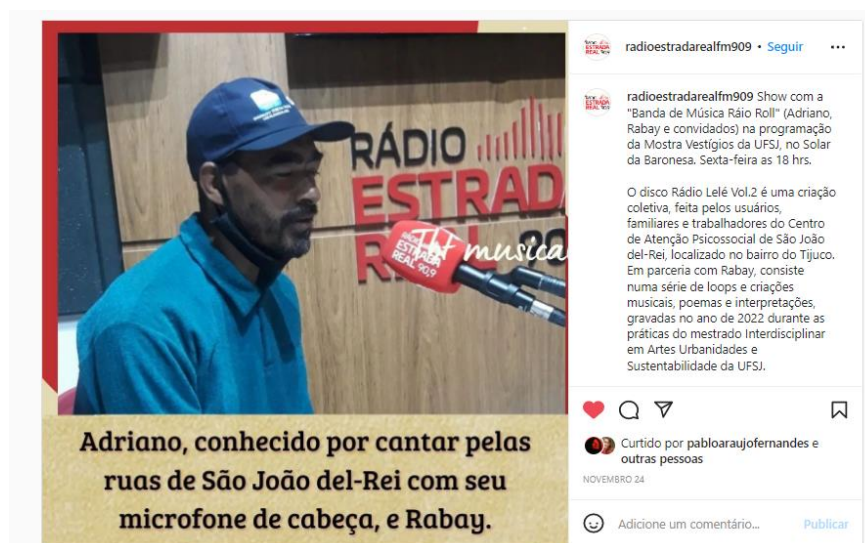 RÁDIO
ESTRADA
REAL 90
RÁDIO
ESTRADA
REAL 90,9
musica
Adriano, conhecido por cantar pelas
ruas de São João del-Rei com seu
microfone de cabeça, e Rabay.
radioestradarealfm909 • Seguir
radioestradarealfm909 Show com a
"Banda de Música Ráio Roll" (Adriano,
Rabay e convidados) na programação
da Mostra Vestígios da UFSJ, no Solar
da Baronesa. Sexta-feira as 18 hrs.
O disco Rádio Lelé Vol.2 é uma criação
coletiva, feita pelos usuários,
familiares e trabalhadores do Centro
de Atenção Psicossocial de São João
del-Rei, localizado no bairro do Tijuco.
Em parceria com Rabay, consiste
numa série de loops e criações
musicais, poemas e interpretações,
gravadas no ano de 2022 durante as
práticas do mestrado Interdisciplinar
em Artes Urbanidades e
Sustentabilidade da UFSJ.
Curtido por pabloaraujofernandes e
outras pessoas
NOVEMBRO 24
Adicione um comentário... Publicar